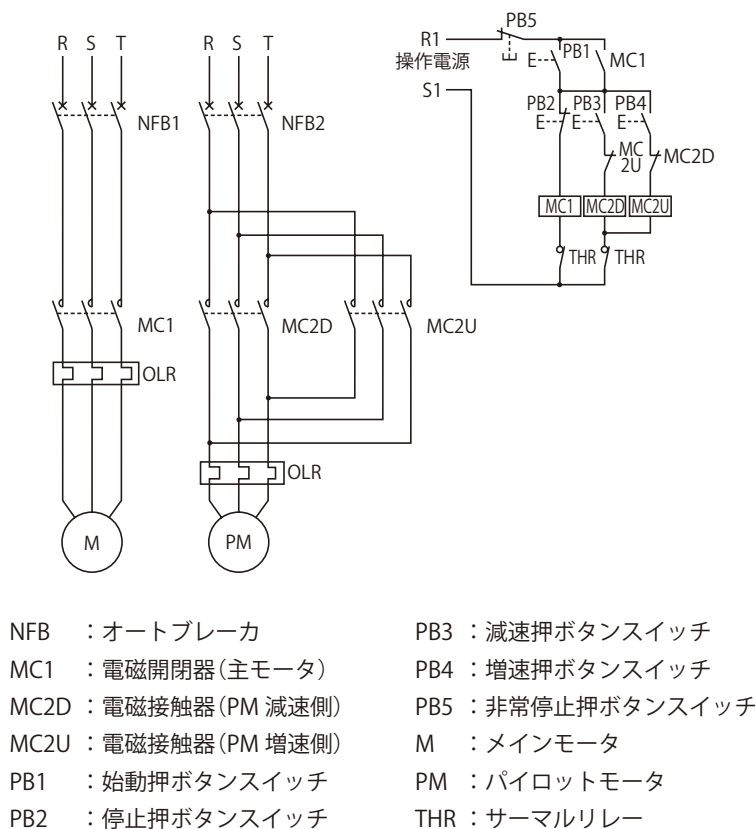 R S T
R S T
NFB1
NFB2
MC1
MC2D
MC2U
OLR
OLR
M
PM
R1
操作電源
S1
PB5
E
PB1
MC1
PB2
PB3
PB4
E
E
E
MC
2U
MC2D
MC1
MC2D
MC2U
THR
THR
NFB :オートブレーカ
MC1 :電磁開閉器(主モータ)
MC2D :電磁接触器(PM 減速側)
MC2U :電磁接触器(PM 増速側)
PB1 :始動押ボタンスイッチ
PB2 :停止押ボタンスイッチ
PB3 :減速押ボタンスイッチ
PB4 :増速押ボタンスイッチ
PB5 :非常停止押ボタンスイッチ
M :メインモータ
PM :パイロットモータ
THR :サーマルリレー